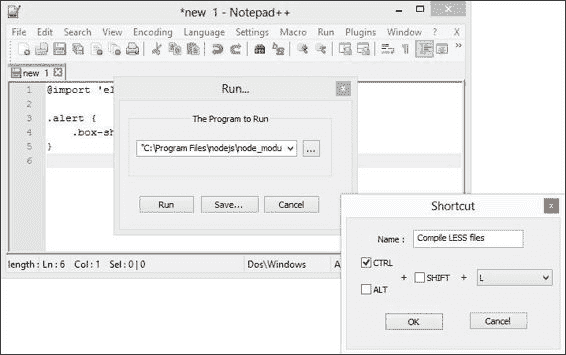 *new  1 - Notepad++
File Edit Search View Encoding Language Settings Macro Run Plugins Window ? X
new 1
1 @import 'el
2
3 .alert {
4 .box-sh
5 }
6
Run...
The Program to Run
"C:\Program Files\nodejs\node_modu
...
Run Save... Cancel
Shortcut
Name : Compile LESS files
CTRL
+ SHIFT + L
ALT
OK Cancel
length : Ln : 6 Col : 1 Sel : 0 | 0 Dos\Windows A